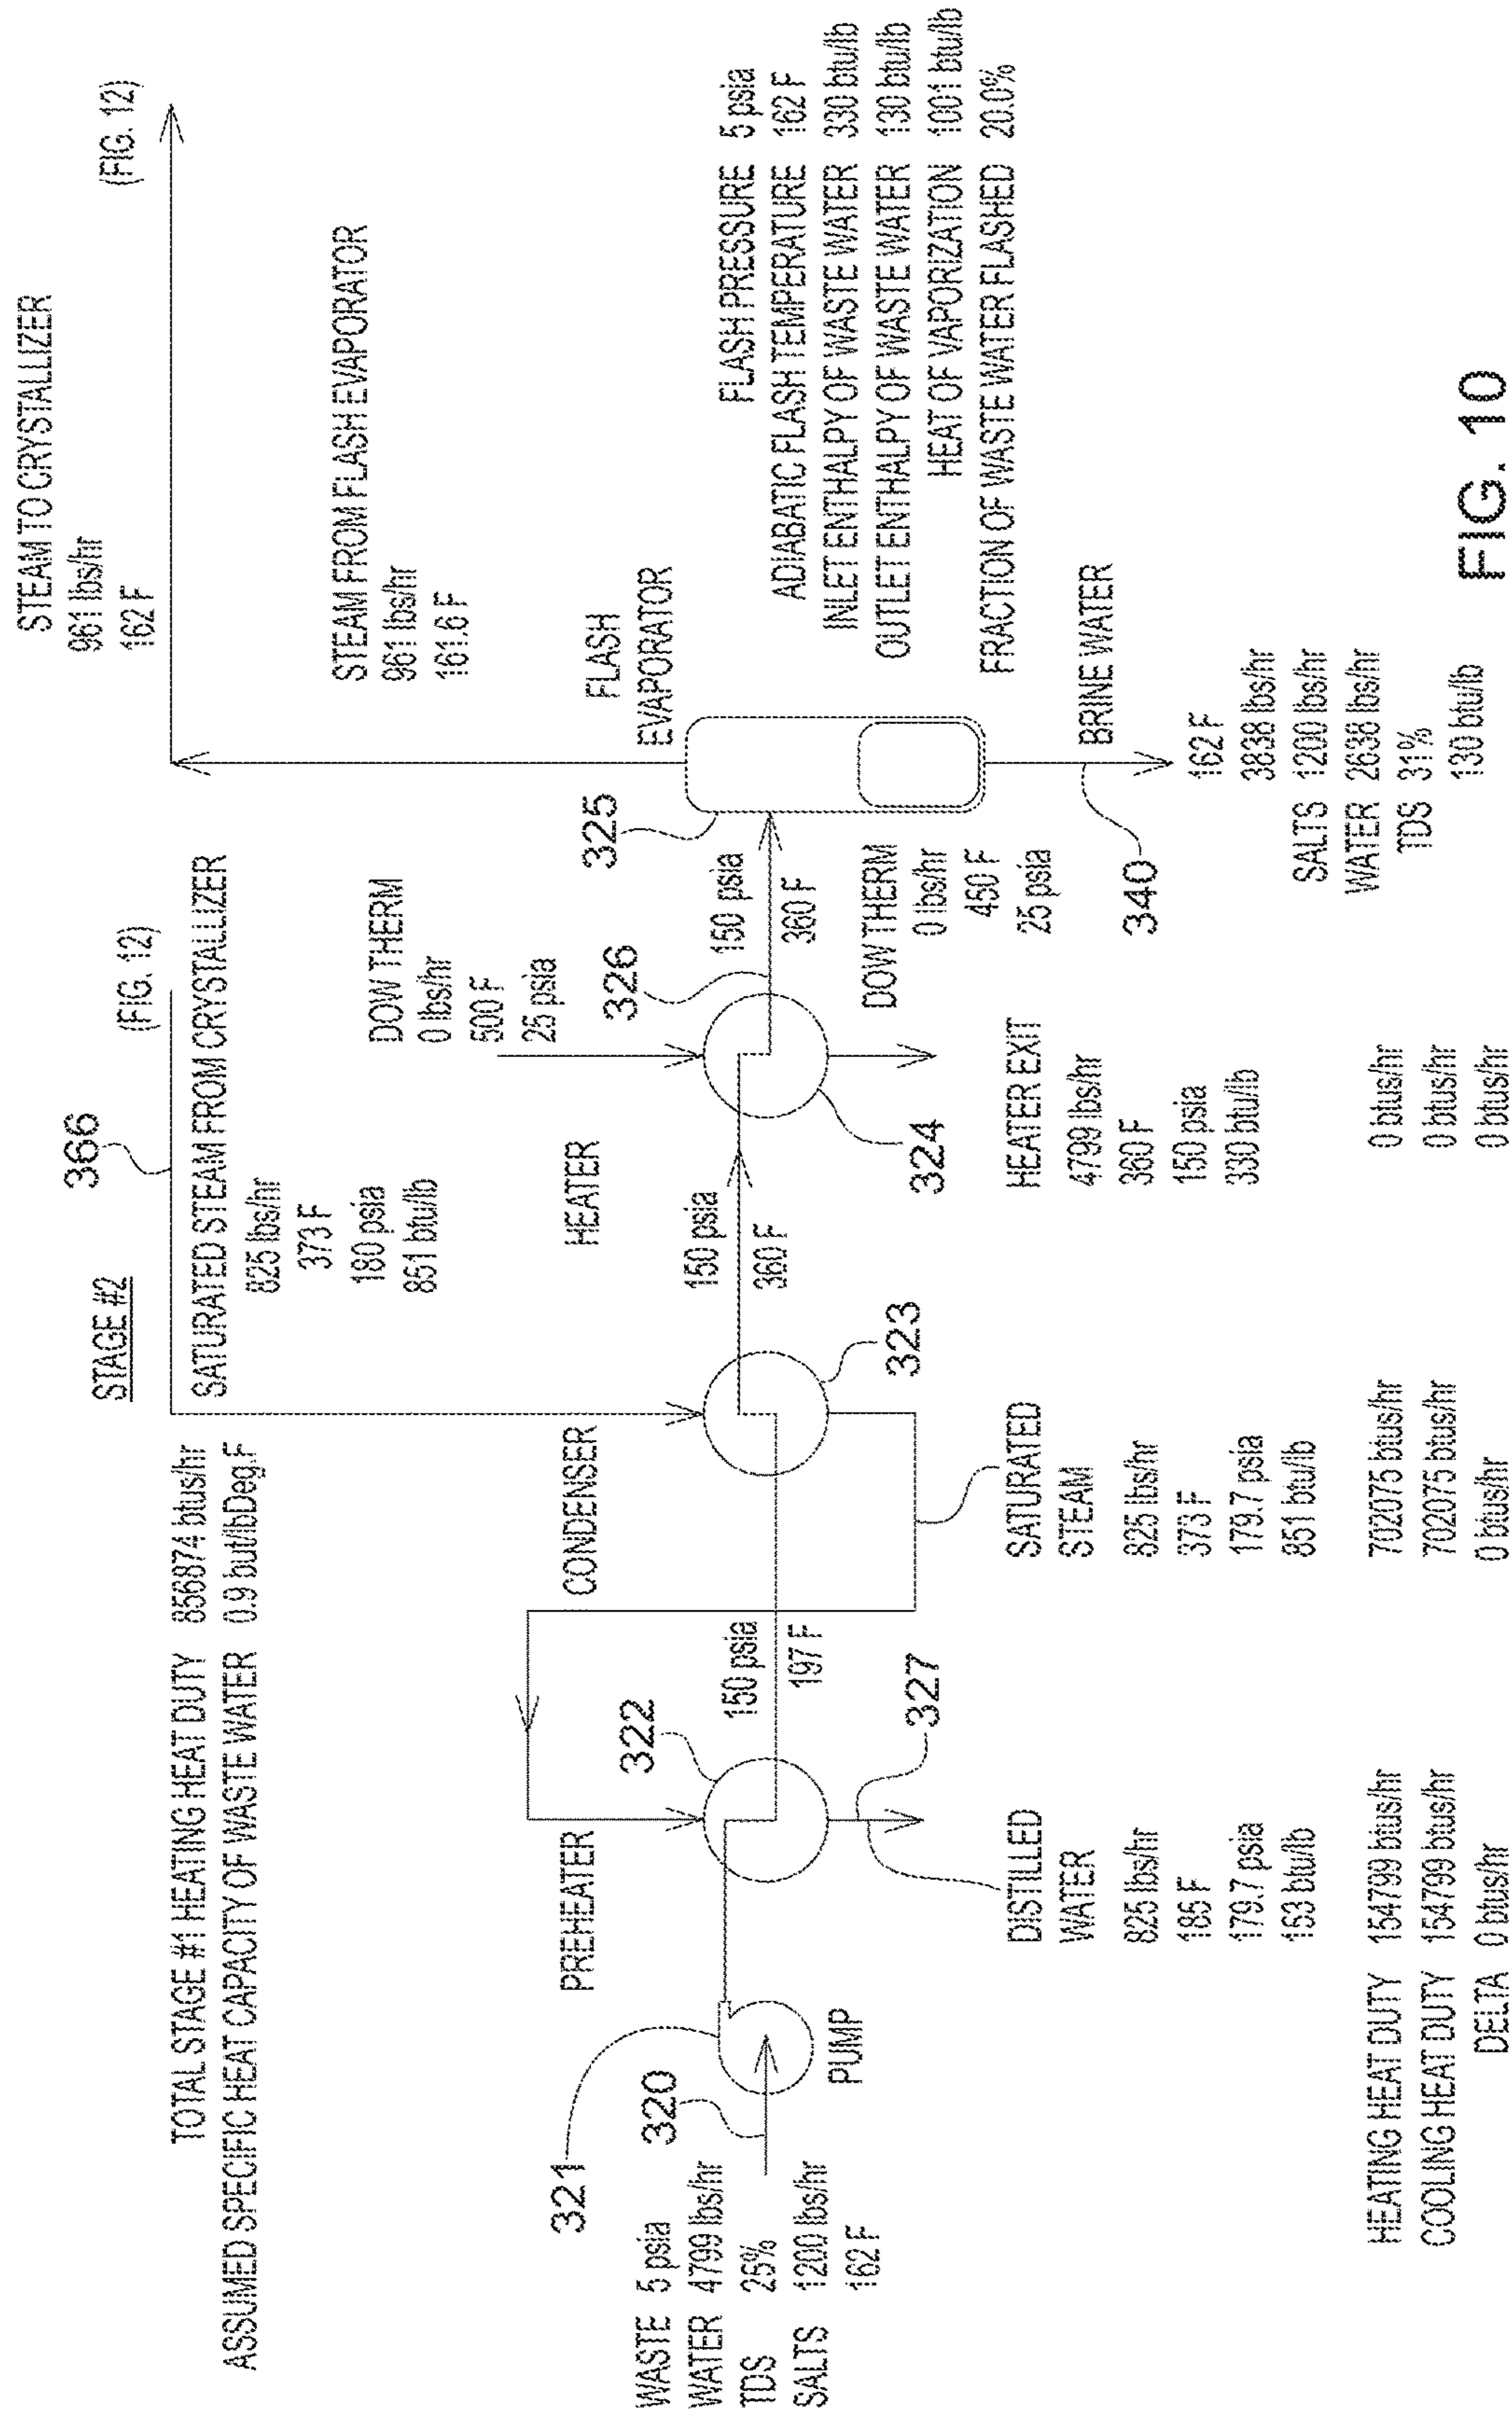 STAGE #2
TOTAL STAGE #1 HEATING HEAT DUTY 856874 btus/hr
ASSUMED SPECIFIC HEAT CAPACITY OF WASTE WATER 0.9 but/lbDeg.F
366
(FIG. 12)
SATURATED STEAM FROM CRYSTALLIZER
825 lbs/hr
373 F
180 psia
851 btu/lb
STEAM TO CRYSTALLIZER
961 lbs/hr
162 F
(FIG. 12)
STEAM FROM FLASH EVAPORATOR
961 lbs/hr
161.6 F
DOW THERM
0 lbs/hr
500 F
25 psia
321
PREHEATER
322
CONDENSER
HEATER
326
325
FLASH
EVAPORATOR
WASTE 5 psia
WATER 4799 lbs/hr
TDS 25%
SALTS 1200 lbs/hr
162 F
320
PUMP
150 psia
197 F
327
150 psia
360 F
323
150 psia
360 F
324
DOW THERM
0 lbs/hr
450 F
25 psia
FLASH PRESSURE 5 psia
ADIABATIC FLASH TEMPERATURE 162 F
INLET ENTHALPY OF WASTE WATER 330 btu/lb
OUTLET ENTHALPY OF WASTE WATER 130 btu/lb
HEAT OF VAPORIZATION 1001 btu/lb
FRACTION OF WASTE WATER FLASHED 20.0%
DISTILLED
WATER
825 lbs/hr
185 F
179.7 psia
153 btu/lb
SATURATED
STEAM
825 lbs/hr
373 F
179.7 psia
851 btu/lb
HEATER EXIT
4799 lbs/hr
360 F
150 psia
330 btu/lb
340
BRINE WATER
162 F
3838 lbs/hr
SALTS 1200 lbs/hr
WATER 2638 lbs/hr
TDS 31%
130 btu/lb
HEATING HEAT DUTY 154799 btus/hr 702075 btus/hr 0 btus/hr
COOLING HEAT DUTY 154799 btus/hr 702075 btus/hr 0 btus/hr
DELTA 0 btus/hr 0 btus/hr 0 btus/hr
FIG. 10